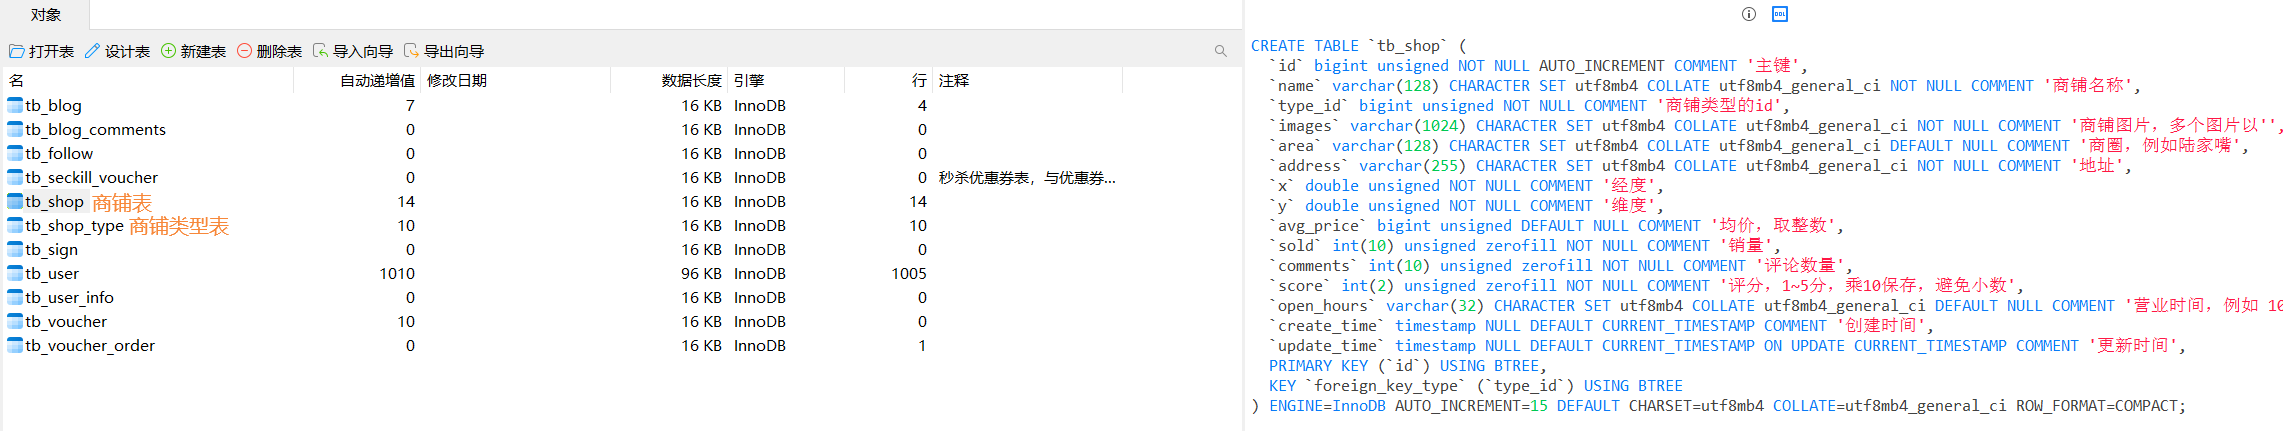 对象
打开表 设计表 新建表 删除表 导入向导 导出向导
名 自动递增值 修改日期 数据长度 引擎 行 注释
tb_blog 7 16 KB InnoDB 4
tb_blog_comments 0 16 KB InnoDB 0
tb_follow 0 16 KB InnoDB 0
tb_seckill_voucher 0 16 KB InnoDB 0 秒杀优惠券表，与优惠券...
tb_shop 商铺表 14 16 KB InnoDB 14
tb_shop_type 商铺类型表 10 16 KB InnoDB 10
tb_sign 0 16 KB InnoDB 0
tb_user 1010 96 KB InnoDB 1005
tb_user_info 0 16 KB InnoDB 0
tb_voucher 10 16 KB InnoDB 0
tb_voucher_order 0 16 KB InnoDB 1
DDL
CREATE TABLE `tb_shop` (
`id` bigint unsigned NOT NULL AUTO_INCREMENT COMMENT '主键',
`name` varchar(128) CHARACTER SET utf8mb4 COLLATE utf8mb4_general_ci NOT NULL COMMENT '商铺名称',
`type_id` bigint unsigned NOT NULL COMMENT '商铺类型的id',
`images` varchar(1024) CHARACTER SET utf8mb4 COLLATE utf8mb4_general_ci NOT NULL COMMENT '商铺图片，多个图片以'',
`area` varchar(128) CHARACTER SET utf8mb4 COLLATE utf8mb4_general_ci DEFAULT NULL COMMENT '商圈，例如陆家嘴',
`address` varchar(255) CHARACTER SET utf8mb4 COLLATE utf8mb4_general_ci NOT NULL COMMENT '地址',
`x` double unsigned NOT NULL COMMENT '经度',
`y` double unsigned NOT NULL COMMENT '维度',
`avg_price` bigint unsigned DEFAULT NULL COMMENT '均价，取整数',
`sold` int(10) unsigned zerofill NOT NULL COMMENT '销量',
`comments` int(10) unsigned zerofill NOT NULL COMMENT '评论数量',
`score` int(2) unsigned zerofill NOT NULL COMMENT '评分，1~5分，乘10保存，避免小数',
`open_hours` varchar(32) CHARACTER SET utf8mb4 COLLATE utf8mb4_general_ci DEFAULT NULL COMMENT '营业时间，例如 10
`create_time` timestamp NULL DEFAULT CURRENT_TIMESTAMP COMMENT '创建时间',
`update_time` timestamp NULL DEFAULT CURRENT_TIMESTAMP ON UPDATE CURRENT_TIMESTAMP COMMENT '更新时间',
PRIMARY KEY (`id`) USING BTREE,
KEY `foreign_key_type` (`type_id`) USING BTREE
) ENGINE=InnoDB AUTO_INCREMENT=15 DEFAULT CHARSET=utf8mb4 COLLATE=utf8mb4_general_ci ROW_FORMAT=COMPACT;